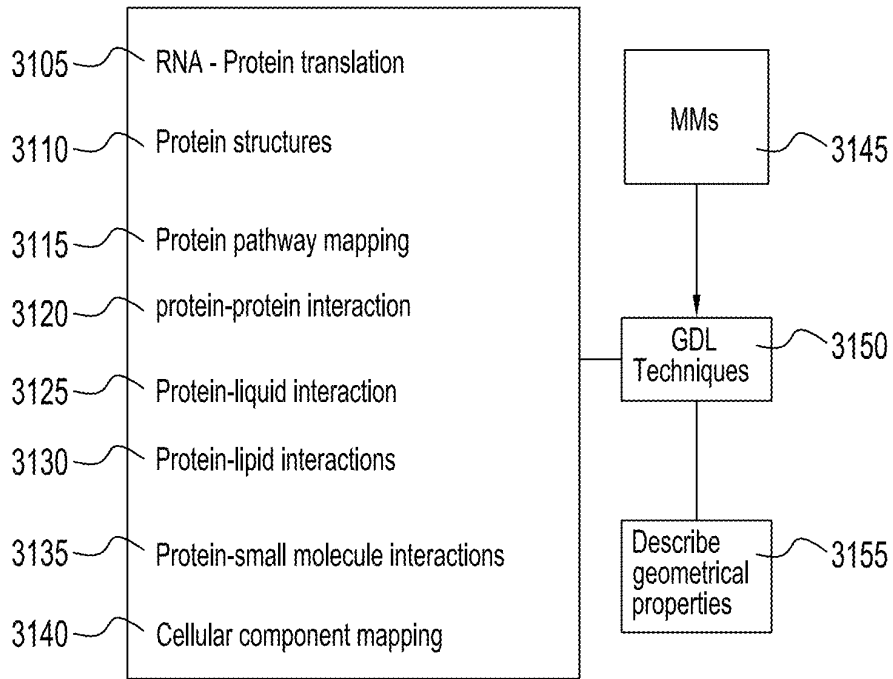 3105 RNA - Protein translation
3110 Protein structures
3115 Protein pathway mapping
3120 protein-protein interaction
3125 Protein-liquid interaction
3130 Protein-lipid interactions
3135 Protein-small molecule interactions
3140 Cellular component mapping
MMs
3145
GDL
Techniques
3150
Describe
geometrical
properties
3155